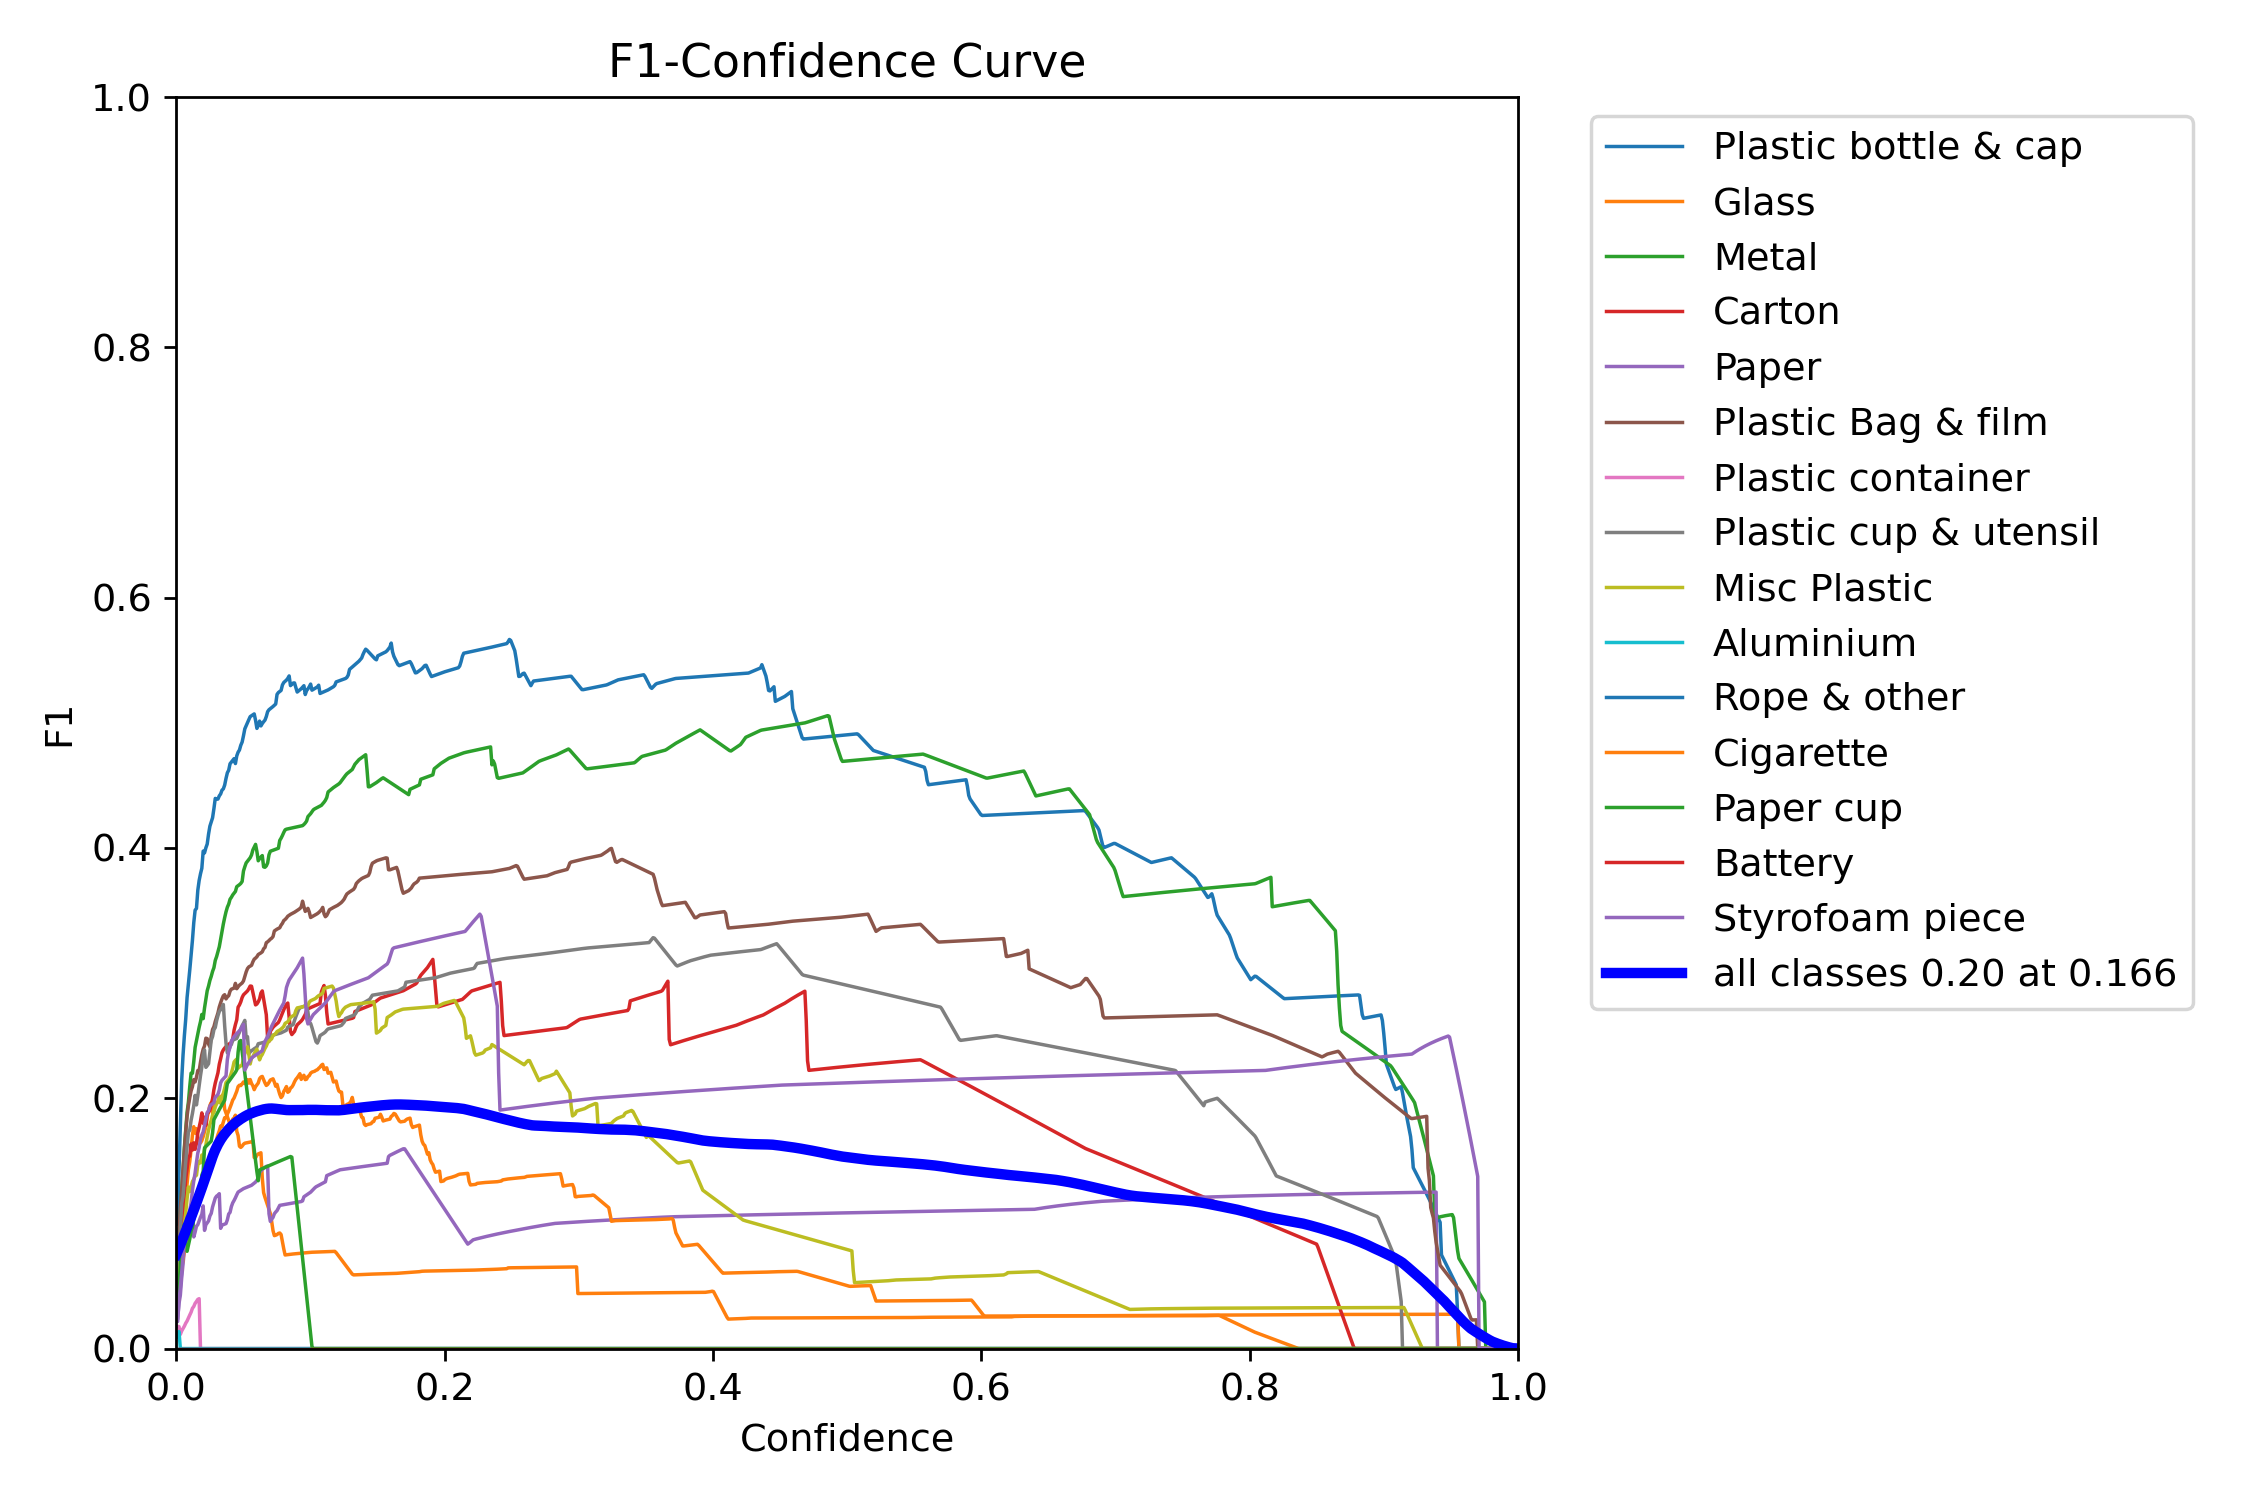 F1-Confidence Curve
1.0
0.8
0.6
0.4
0.2
0.0
F1
0.0 0.2 0.4 0.6 0.8 1.0
Confidence
Plastic bottle & cap
Glass
Metal
Carton
Paper
Plastic Bag & film
Plastic container
Plastic cup & utensil
Misc Plastic
Aluminium
Rope & other
Cigarette
Paper cup
Battery
Styrofoam piece
all classes 0.20 at 0.166